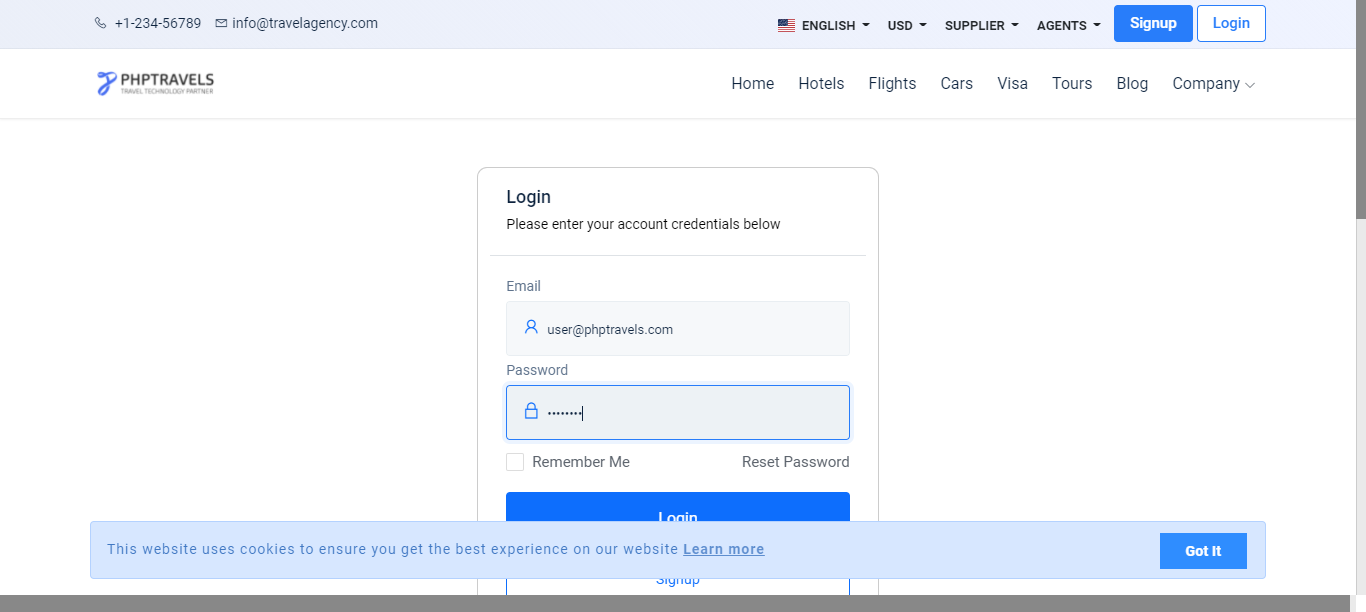 +1-234-56789 info@travelagency.com ENGLISH USD SUPPLIER AGENTS Signup Login
PHPTRAVELS
TRAVEL TECHNOLOGY PARTNER
Home Hotels Flights Cars Visa Tours Blog Company
Login
Please enter your account credentials below
Email
user@phptravels.com
Password
••••••••
Remember Me Reset Password
Login
This website uses cookies to ensure you get the best experience on our website Learn more Got It
Signup